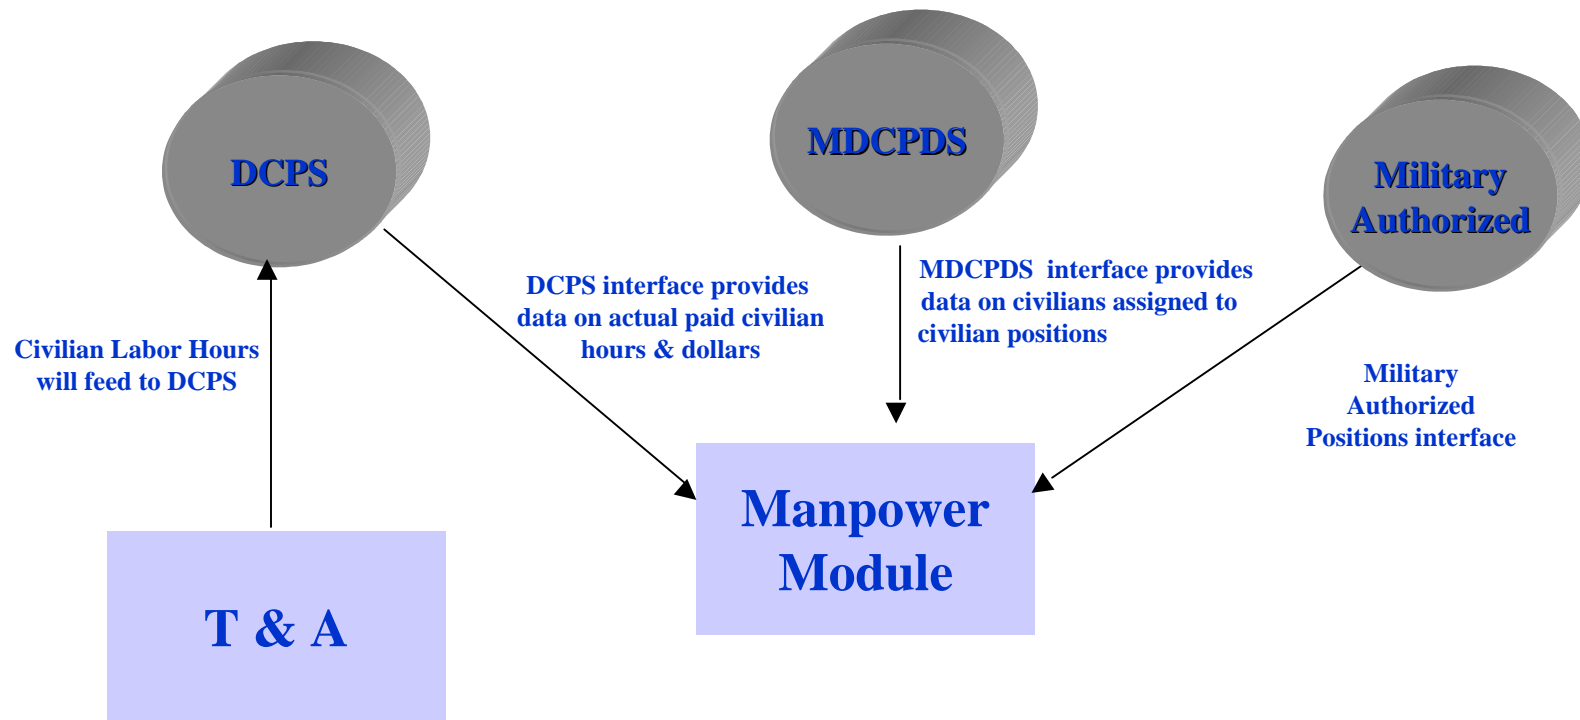 DCPS
MDCPDS
Military
Authorized
DCPS interface provides
data on actual paid civilian
hours & dollars
MDCPDS interface provides
data on civilians assigned to
civilian positions
Civilian Labor Hours
will feed to DCPS
Military
Authorized
Positions interface
Manpower
Module
T & A